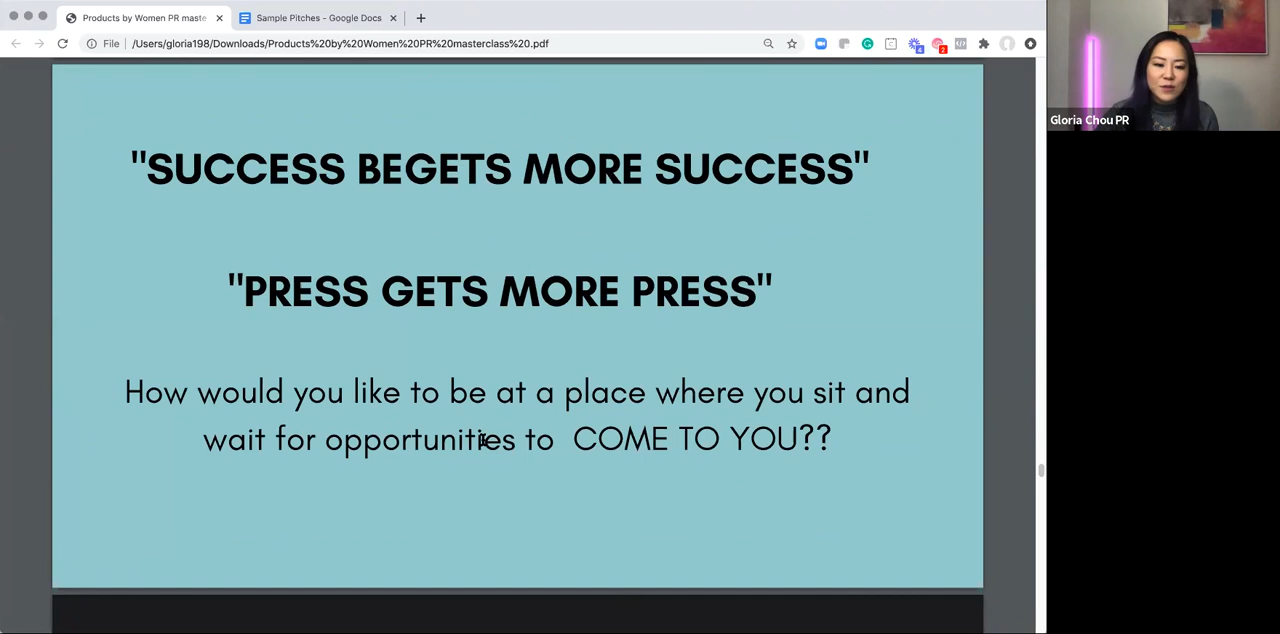 Products by Women PR maste
Sample Pitches - Google Docs
File
/Users/gloria198/Downloads/Products%20by%20Women%20PR%20masterclass%20.pdf
4
2
"SUCCESS BEGETS MORE SUCCESS"
"PRESS GETS MORE PRESS"
How would you like to be at a place where you sit and
wait for opportunities to COME TO YOU??
Gloria Chou PR